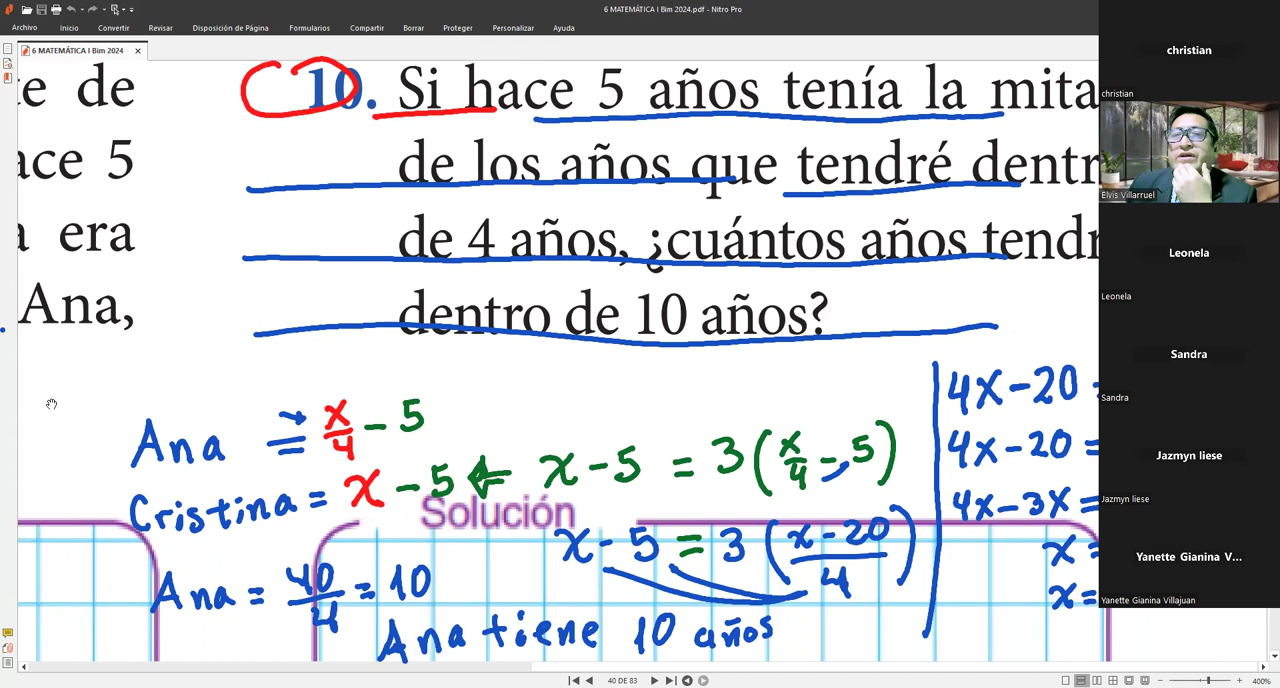 6 MATEMÁTICA I Bim 2024.pdf - Nitro Pro
Archivo Inicio Convertir Revisar Disposición de Página Formularios Compartir Borrar Proteger Personalizar Ayuda
6 MATEMÁTICA I Bim 2024
de
5
era
Ana,
10. Si hace 5 años tenía la mita
de los años que tendré dentr
de 4 años, ¿cuántos años tendr
dentro de 10 años?
Ana = x/4 - 5
Cristina = x - 5
x - 5 = 3(x/4 - 5)
Solución
x - 5 = 3(x-20/4)
Ana = 40/4 = 10
Ana tiene 10 años
4x-20 =
4x-20 =
4x-3x=
x=
x=
christian
christian
Elvis Villarruel
Leonela
Leonela
Sandra
Sandra
Jazmyn liese
Jazmyn liese
Yanette Gianina V...
Yanette Gianina Villajuan
40 DE 83
400%